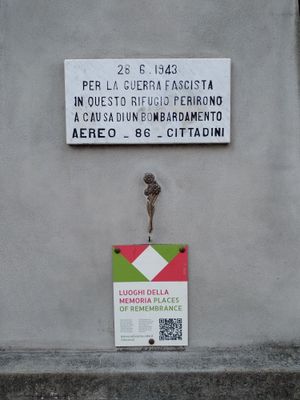 28 6.1943
PER LA GUERRA FASCISTA
IN QUESTO RIFUGIO PERIRONO
A CAUSA DI UN BOMBARDAMENTO
AEREO _ 86 _ CITTADINI
LUOGHI DELLA
MEMORIA PLACES
OF REMEMBRANCE